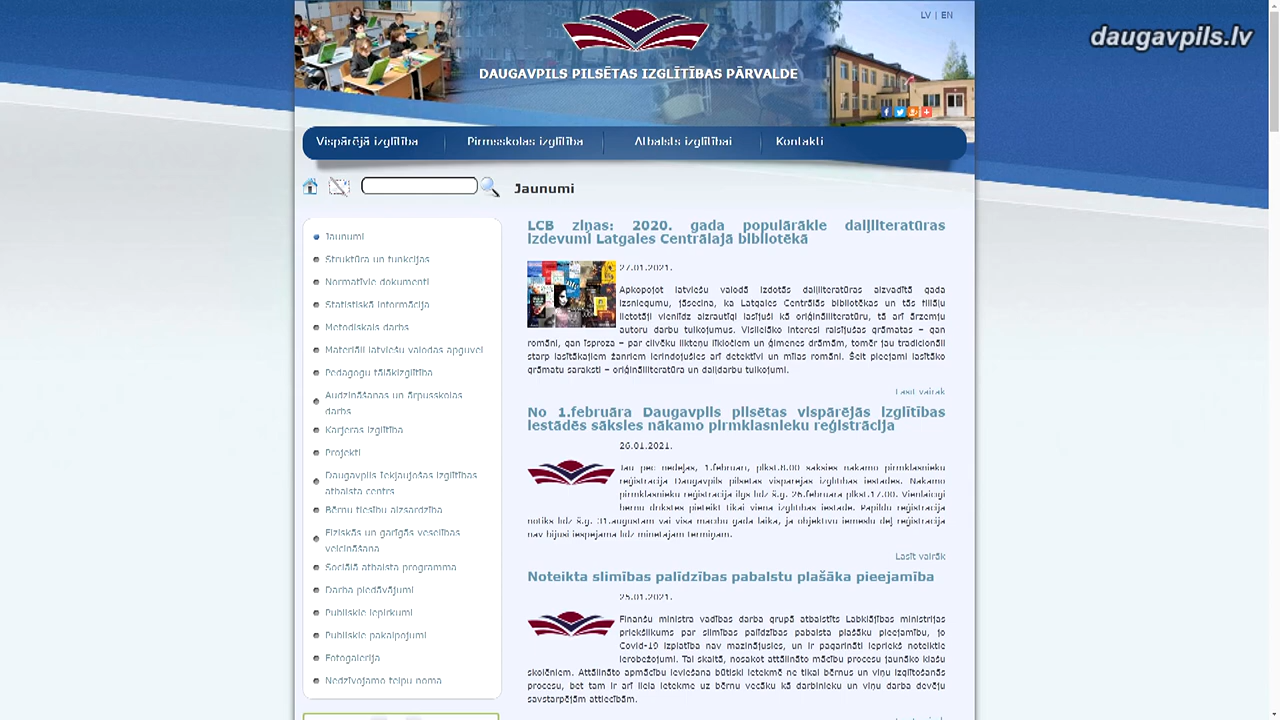 LV | EN
daugavpils.lv
DAUGAVPILS PILSĒTAS IZGLĪTĪBAS PĀRVALDE
Vispārējā izglītība
Pirmsskolas izglītība
Atbalsts izglītībai
Kontakti
Jaunumi
Jaunumi
Struktūra un funkcijas
Normatīvie dokumenti
Statistiskā informācija
Metodiskais darbs
Materiāli latviešu valodas apguvei
Pedagogu tālākizglītība
Audzināšanas un ārpusskolas
darbs
Karjeras izglītība
Projekti
Daugavpils Iekļaujošas izglītības
atbalsta centrs
Bērnu tiesību aizsardzība
Fiziskās un garīgās veselības
veicināšana
Sociālā atbalsta programma
Darba piedāvājumi
Publiskie iepirkumi
Publiskie pakalpojumi
Fotogalerija
Nedzīvojamo telpu noma
LCB ziņas: 2020. gada populārākie daiļliteratūras
izdevumi Latgales Centrālajā bibliotēkā
27.01.2021.
Apkopojot latviešu valodā izdotās daiļliteratūras aizvadītā gada
izsniegumu, jāsecina, ka Latgales Centrālās bibliotēkas un tās filiāļu
lietotāji vienlīdz aizrautīgi lasījuši kā oriģinālliteratūru, tā arī ārzemju
autoru darbu tulkojumus. Vislielāko interesi raisījušas grāmatas – gan
romāni, gan īsproza – par cilvēku likteņu līkločiem un ģimenes drāmām, tomēr jau tradicionāli
starp lasītākajiem žanriem ierindojušies arī detektīvi un mīlas romāni. Šeit pieejami lasītāko
grāmatu saraksti – oriģinālliteratūra un daiļdarbu tulkojumi.
Lasīt vairāk
No 1.februāra Daugavpils pilsētas vispārējās izglītības
iestādēs sāksies nākamo pirmklasnieku reģistrācija
26.01.2021.
Jau pēc nedēļas, 1.februārī, plkst.8.00 sāksies nākamo pirmklasnieku
reģistrācija Daugavpils pilsētas vispārējās izglītības iestādēs. Nākamo
pirmklasnieku reģistrācija ilgs līdz š.g. 26.februāra plkst.17.00. Vienlaicīgi
bērnu drīkstēs pieteikt tikai vienā izglītības iestādē. Papildu reģistrācija
notiks līdz š.g. 31.augustam vai visa mācību gada laikā, ja objektīvu iemeslu dēļ reģistrācija
nav bijusi iespējama līdz minētajam termiņam.
Lasīt vairāk
Noteikta slimības palīdzības pabalstu plašāka pieejamība
25.01.2021.
Finanšu ministra vadības darba grupā atbalstīts Labklājības ministrijas
priekšlikums par slimības palīdzības pabalsta plašāku pieejamību, jo
Covid-19 izplatība nav mazinājusies, un ir pagarināti iepriekš noteiktie
ierobežojumi. Tai skaitā, nosakot attālināto mācību procesu jaunāko klašu
skolēniem. Attālināto apmācību ieviešana būtiski ietekmē ne tikai bērnus un viņu izglītošanās
procesu, bet tam ir arī liela ietekme uz bērnu vecāku kā darbinieku un viņu darba devēju
savstarpējām attiecībām.